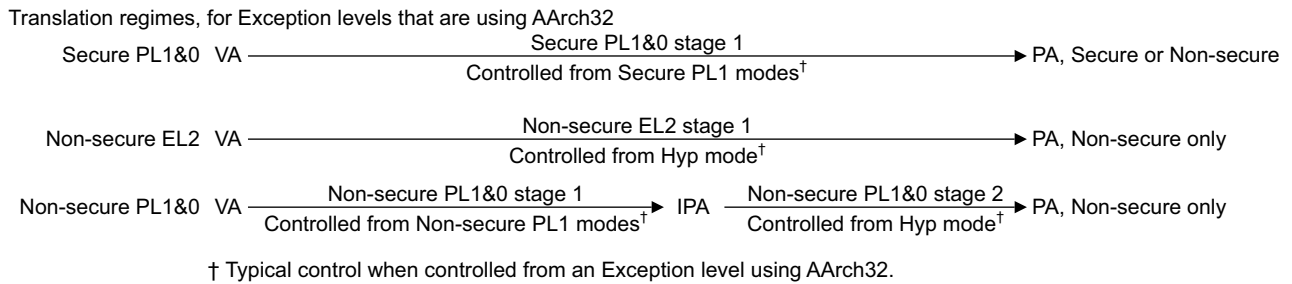 Translation regimes, for Exception levels that are using AArch32
Secure PL1&0 stage 1
Secure PL1&0 VA PA, Secure or Non-secure
Controlled from Secure PL1 modes†
Non-secure EL2 stage 1
Non-secure EL2 VA PA, Non-secure only
Controlled from Hyp mode†
Non-secure PL1&0 stage 1 Non-secure PL1&0 stage 2
Non-secure PL1&0 VA IPA PA, Non-secure only
Controlled from Non-secure PL1 modes† Controlled from Hyp mode†
† Typical control when controlled from an Exception level using AArch32.